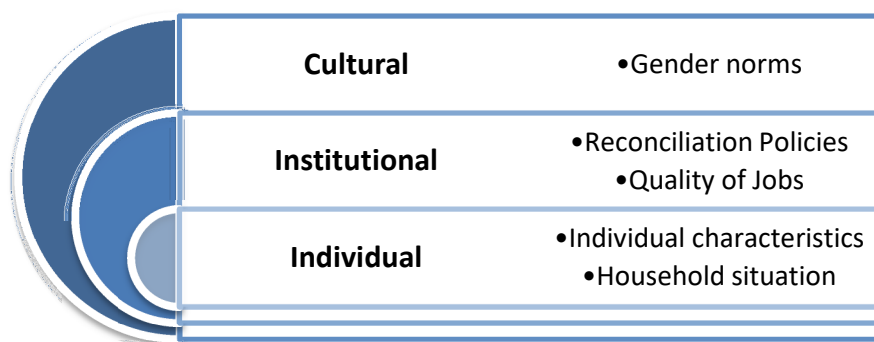 Cultural
•Gender norms
Institutional
•Reconciliation Policies
•Quality of Jobs
Individual
•Individual characteristics
•Household situation